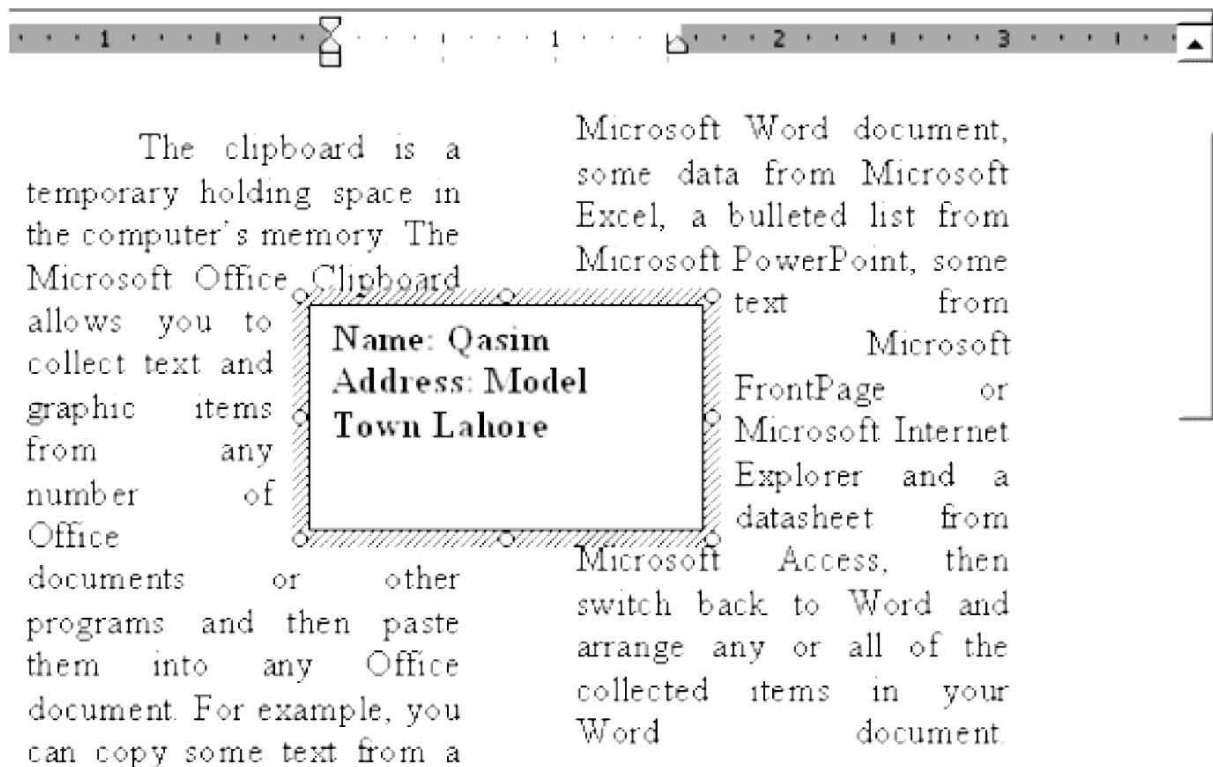 1 1 2 3
The clipboard is a
temporary holding space in
the computer's memory. The
Microsoft Office Clipboard
allows you to
collect text and
graphic items
from any
number of
Office
documents or other
programs and then paste
them into any Office
document. For example, you
can copy some text from a
Name: Qasim
Address: Model
Town Lahore
Microsoft Word document,
some data from Microsoft
Excel, a bulleted list from
Microsoft PowerPoint, some
text from
Microsoft
FrontPage or
Microsoft Internet
Explorer and a
datasheet from
Microsoft Access, then
switch back to Word and
arrange any or all of the
collected items in your
Word document.